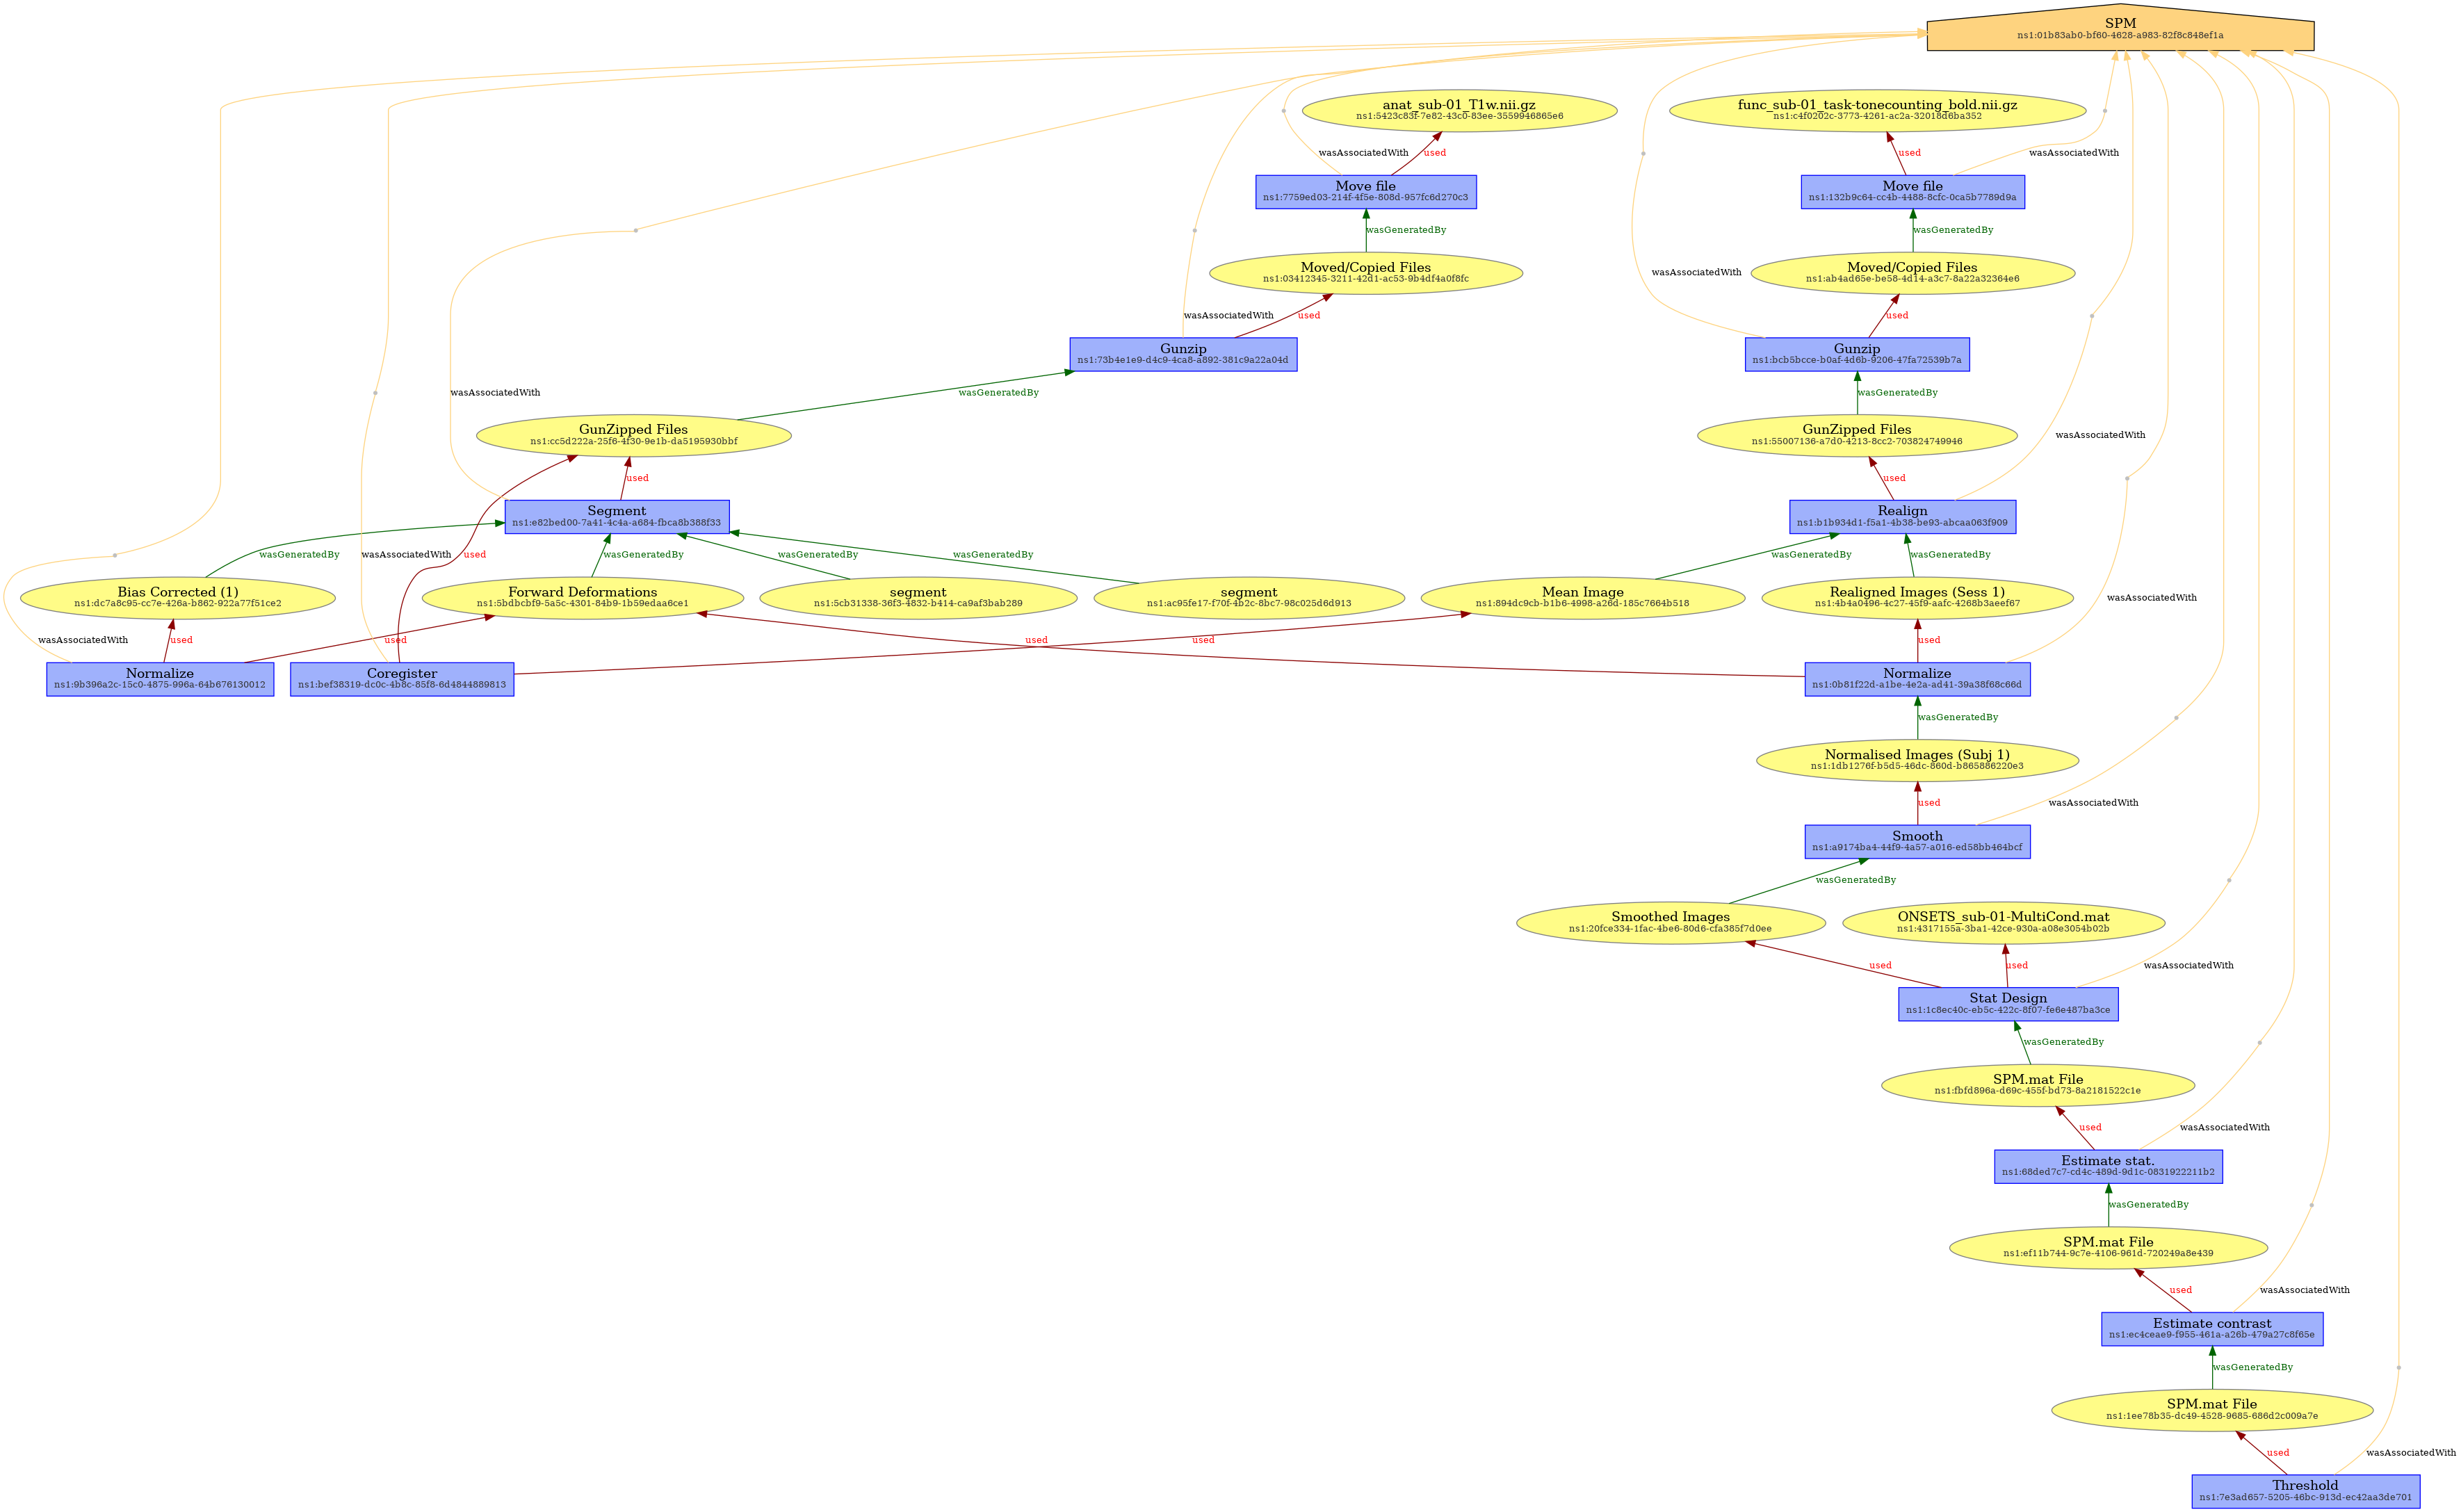 SPM
ns1:01b83ab0-bf60-4628-a983-82f8c848ef1a
anat_sub-01_T1w.nii.gz
ns1:5423c83f-7e82-43c0-83ee-3559946865e6
func_sub-01_task-tonecounting_bold.nii.gz
ns1:c4f0202c-3773-4261-ac2a-32018d6ba352
wasAssociatedWith
used
used
wasAssociatedWith
Move file
ns1:7759ed03-214f-4f5e-808d-957fc6d270c3
Move file
ns1:132b9c64-cc4b-4488-8cfc-0ca5b7789d9a
wasGeneratedBy
wasGeneratedBy
Moved/Copied Files
ns1:03412345-3211-42d1-ac53-9b4df4a0f8fc
wasAssociatedWith
Moved/Copied Files
ns1:ab4ad65e-be58-4d14-a3c7-8a22a32364e6
wasAssociatedWith
used
used
Gunzip
ns1:73b4e1e9-d4c9-4ca8-a892-381c9a22a04d
Gunzip
ns1:bcb5bcce-b0af-4d6b-9206-47fa72539b7a
wasAssociatedWith
wasGeneratedBy
wasGeneratedBy
GunZipped Files
ns1:cc5d222a-25f6-4f30-9e1b-da5195930bbf
GunZipped Files
ns1:55007136-a7d0-4213-8cc2-703824749946
wasAssociatedWith
used
used
Segment
ns1:e82bed00-7a41-4c4a-a684-fbca8b388f33
Realign
ns1:b1b934d1-f5a1-4b38-be93-abcaa063f909
wasGeneratedBy
wasAssociatedWith
used
wasGeneratedBy
wasGeneratedBy
wasGeneratedBy
wasGeneratedBy
wasGeneratedBy
Bias Corrected (1)
ns1:dc7a8c95-cc7e-426a-b862-922a77f51ce2
Forward Deformations
ns1:5bdbcbf9-5a5c-4301-84b9-1b59edaa6ce1
segment
ns1:5cb31338-36f3-4832-b414-ca9af3bab289
segment
ns1:ac95fe17-f70f-4b2c-8bc7-98c025d6d913
Mean Image
ns1:894dc9cb-b1b6-4998-a26d-185c7664b518
Realigned Images (Sess 1)
ns1:4b4a0496-4c27-45f9-aafc-4268b3aeef67
wasAssociatedWith
wasAssociatedWith
used
used
used
used
used
Normalize
ns1:9b396a2c-15c0-4875-996a-64b676130012
Coregister
ns1:bef38319-dc0c-4b8c-85f8-6d4844889813
Normalize
ns1:0b81f22d-a1be-4e2a-ad41-39a38f68c66d
wasGeneratedBy
Normalised Images (Subj 1)
ns1:1db1276f-b5d5-46dc-860d-b865886220e3
used
wasAssociatedWith
Smooth
ns1:a9174ba4-44f9-4a57-a016-ed58bb464bcf
wasGeneratedBy
Smoothed Images
ns1:20fce334-1fac-4be6-80d6-cfa385f7d0ee
ONSETS_sub-01-MultiCond.mat
ns1:4317155a-3ba1-42ce-930a-a08e3054b02b
used
used
wasAssociatedWith
Stat Design
ns1:1c8ec40c-eb5c-422c-8f07-fe6e487ba3ce
wasGeneratedBy
SPM.mat File
ns1:fbfd896a-d69c-455f-bd73-8a2181522c1e
used
wasAssociatedWith
Estimate stat.
ns1:68ded7c7-cd4c-489d-9d1c-0831922211b2
wasGeneratedBy
SPM.mat File
ns1:ef11b744-9c7e-4106-961d-720249a8e439
used
wasAssociatedWith
Estimate contrast
ns1:ec4ceae9-f955-461a-a26b-479a27c8f65e
wasGeneratedBy
SPM.mat File
ns1:1ee78b35-dc49-4528-9685-686d2c009a7e
used
wasAssociatedWith
Threshold
ns1:7e3ad657-5205-46bc-913d-ec42aa3de701